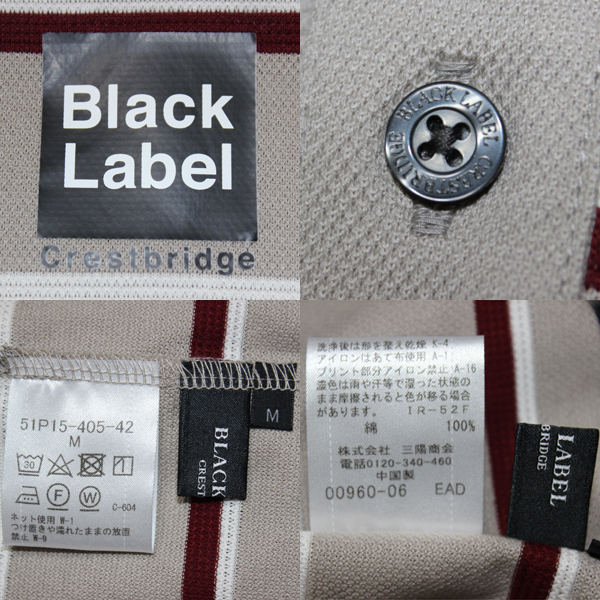 Black
Label
Crestbridge
BLACK LABEL CRESTBRIDGE
51P15-405-42
M
30
P
F
W
C-604
ネット使用 W-1
つけ置きや濡れたままの放置
禁止 W-9
BLACK
CREST
M
洗浄後は形を整え乾燥 K-4
アイロンはあて布使用 A-1
プリント部分アイロン禁止 A-16
濃色は雨や汗等で湿った状態の
まま摩擦されると色が移る場合
があります。 IR-52F
綿 100%
株式会社 三陽商会
電話0120-340-460
中国製
00960-06 EAD
LABEL
BRIDGE